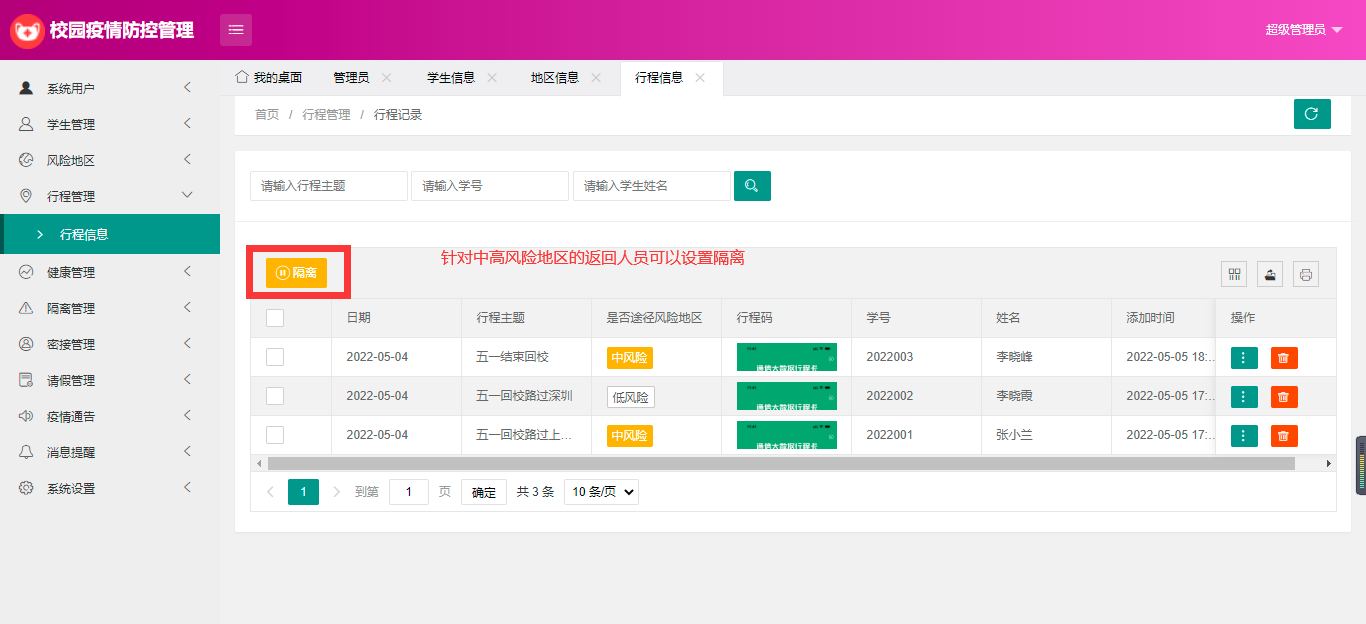 校园疫情防控管理
超级管理员
系统用户
学生管理
风险地区
行程管理
行程信息
健康管理
隔离管理
密接管理
请假管理
疫情通告
消息提醒
系统设置
我的桌面 管理员 学生信息 地区信息 行程信息
首页 / 行程管理 / 行程记录
请输入行程主题 请输入学号 请输入学生姓名
针对中高风险地区的返回人员可以设置隔离
隔离
日期 行程主题 是否途径风险地区 行程码 学号 姓名 添加时间 操作
2022-05-04 五一结束回校 中风险 通信大数据行程卡 2022003 李晓峰 2022-05-05 18:..
2022-05-04 五一回校路过深圳 低风险 通信大数据行程卡 2022002 李晓霞 2022-05-05 17:..
2022-05-04 五一回校路过上... 中风险 通信大数据行程卡 2022001 张小兰 2022-05-05 17:..
1 到第 1 页 确定 共 3 条 10 条/页